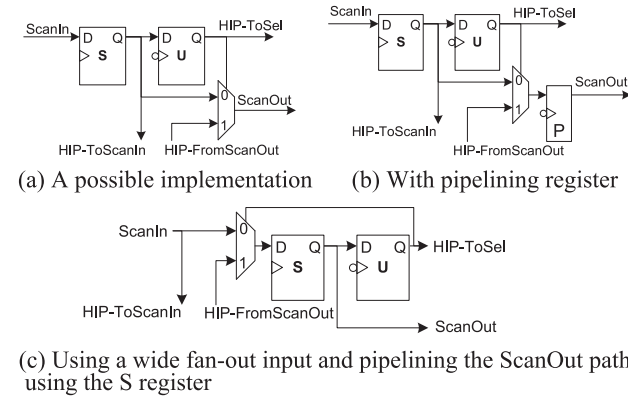 ScanIn
D Q
S
D Q
U
HIP-ToSel
0
1
ScanOut
HIP-ToScanIn
HIP-FromScanOut
(a) A possible implementation
ScanIn
D Q
S
D Q
U
HIP-ToSel
0
1
ScanOut
P
HIP-ToScanIn
HIP-FromScanOut
(b) With pipelining register
ScanIn
0
1
D Q
S
D Q
U
HIP-ToSel
HIP-ToScanIn
HIP-FromScanOut
ScanOut
(c) Using a wide fan-out input and pipelining the ScanOut path
using the S register